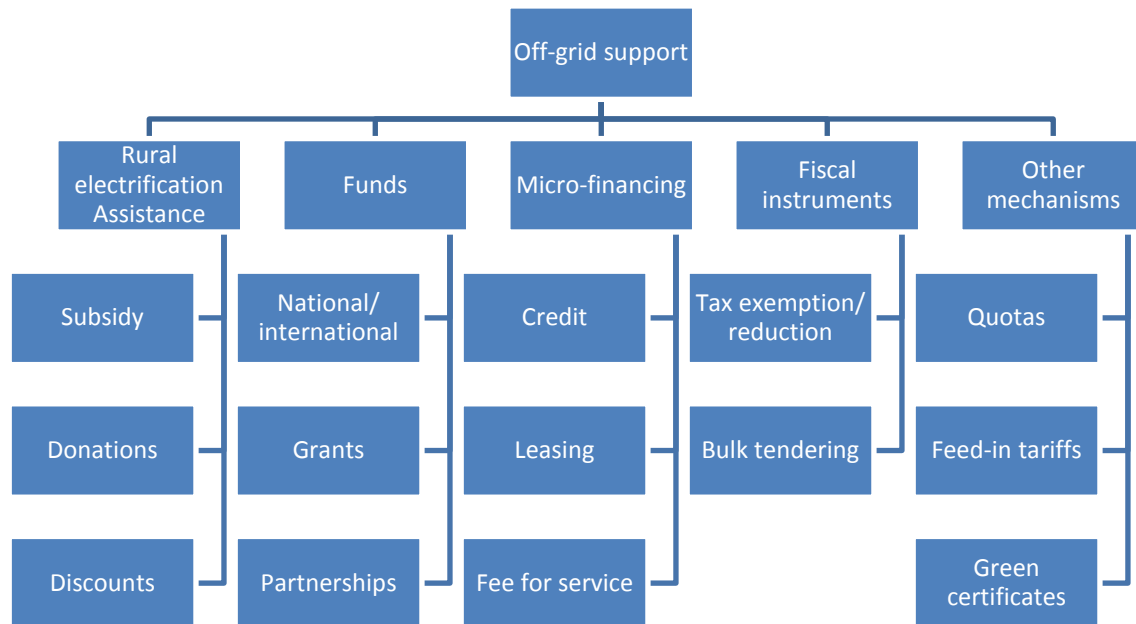 Off-grid support
Rural
electrification
Assistance
Funds
Micro-financing
Fiscal
instruments
Other
mechanisms
Subsidy
National/
international
Credit
Tax exemption/
reduction
Quotas
Donations
Grants
Leasing
Bulk tendering
Feed-in tariffs
Discounts
Partnerships
Fee for service
Green
certificates